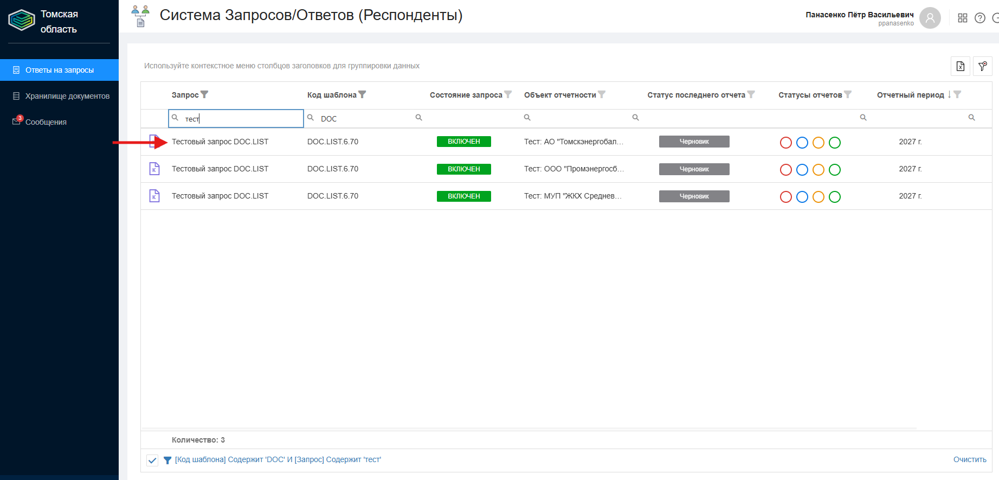 Томская
область
Система Запросов/Ответов (Респонденты)
Панасенко Пётр Васильевич
ppanasenko
Ответы на запросы
Хранилище документов
3
Сообщения
Используйте контекстное меню столбцов заголовков для группировки данных
Запрос Код шаблона Состояние запроса Объект отчетности Статус последнего отчета Статусы отчетов Отчетный период ↓
тест DOC
Тестовый запрос DOC.LIST DOC.LIST.6.70 ВКЛЮЧЕН Тест: АО "Томскэнергобал... Черновик 2027 г.
К Тестовый запрос DOC.LIST DOC.LIST.6.70 ВКЛЮЧЕН Тест: ООО "Промэнергосб... Черновик 2027 г.
К Тестовый запрос DOC.LIST DOC.LIST.6.70 ВКЛЮЧЕН Тест: МУП "ЖКХ Среднев... Черновик 2027 г.
Количество: 3
[Код шаблона] Содержит 'DOC' И [Запрос] Содержит 'тест'
Очистить